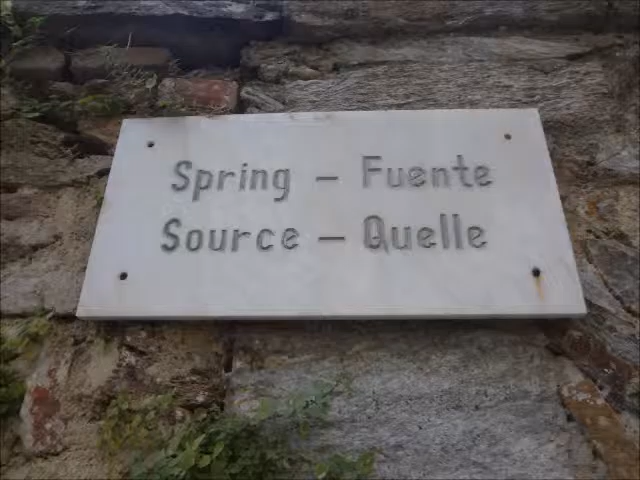 Spring – Fuente
Source – Quelle